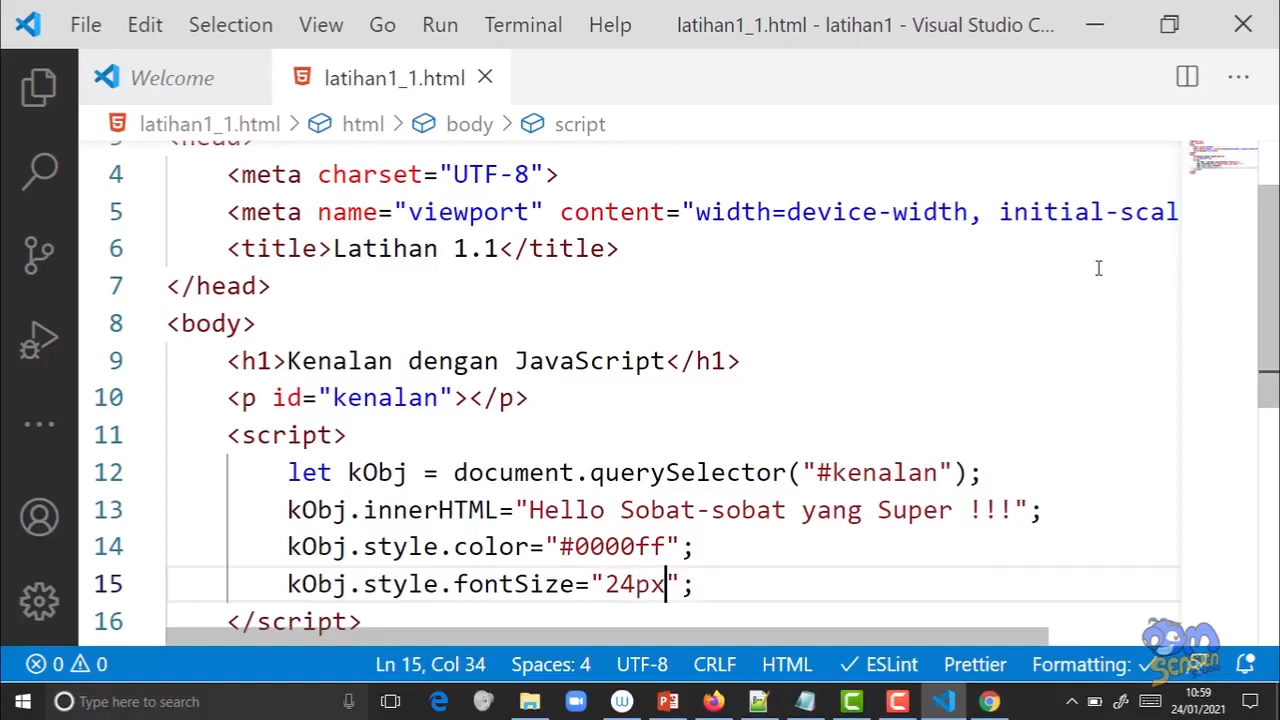 File Edit Selection View Go Run Terminal Help latihan1_1.html - latihan1 - Visual Studio C...
Welcome latihan1_1.html
latihan1_1.html > html > body > script
3 <head>
4 <meta charset="UTF-8">
5 <meta name="viewport" content="width=device-width, initial-scal
6 <title>Latihan 1.1</title>
7 </head>
8 <body>
9 <h1>Kenalan dengan JavaScript</h1>
10 <p id="kenalan"></p>
11 <script>
12 let kObj = document.querySelector("#kenalan");
13 kObj.innerHTML="Hello Sobat-sobat yang Super !!!";
14 kObj.style.color="#0000ff";
15 kObj.style.fontSize="24px";
16 </script>
0 0 Ln 15, Col 34 Spaces: 4 UTF-8 CRLF HTML ESLint Prettier Formatting:
Type here to search
10:59
24/01/2021